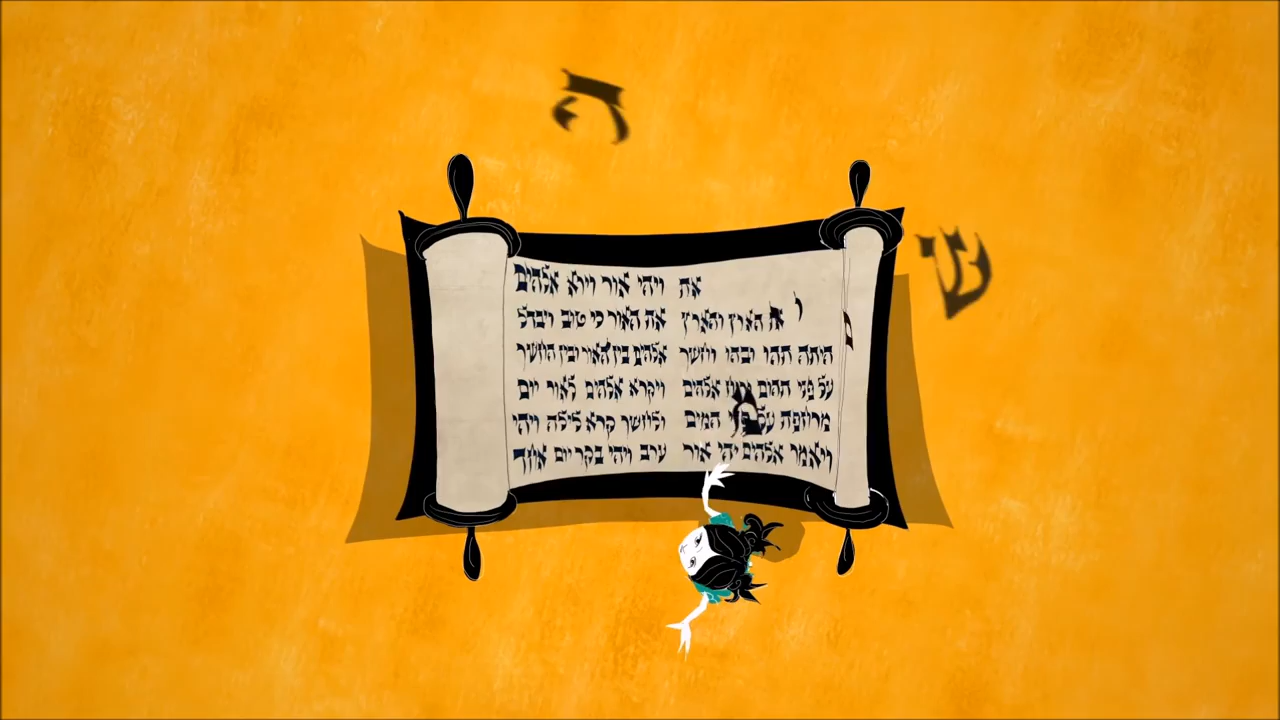 ה
ש
את
ו
הארץ והארץ
היתה תהו ובהו וחשך
על פני תהום אלהים
מרחפת על המים
ויאמר אלהים יהי אור
ויהי אור וירא אלהים
את האור כי טוב ויבדל
אלהים בין האור ובין החשך
ויקרא אלהים לאור יום
ולחשך קרא לילה ויהי
ערב ויהי בקר יום אחד